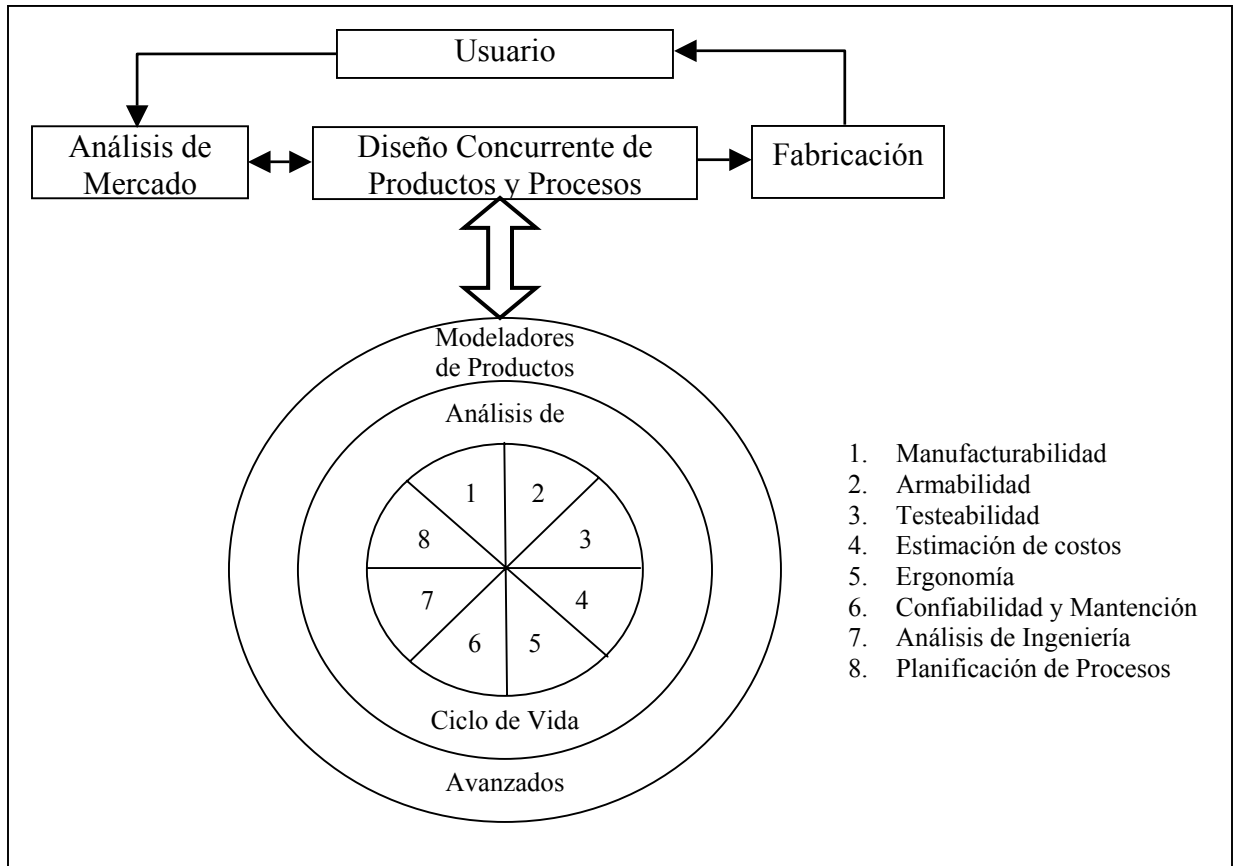 Usuario
Análisis de
Mercado
Diseño Concurrente de
Productos y Procesos
Fabricación
Modeladores
de Productos
Análisis de
1
2
3
4
5
6
7
8
Ciclo de Vida
Avanzados
1. Manufacturabilidad
2. Armabilidad
3. Testeabilidad
4. Estimación de costos
5. Ergonomía
6. Confiabilidad y Mantención
7. Análisis de Ingeniería
8. Planificación de Procesos